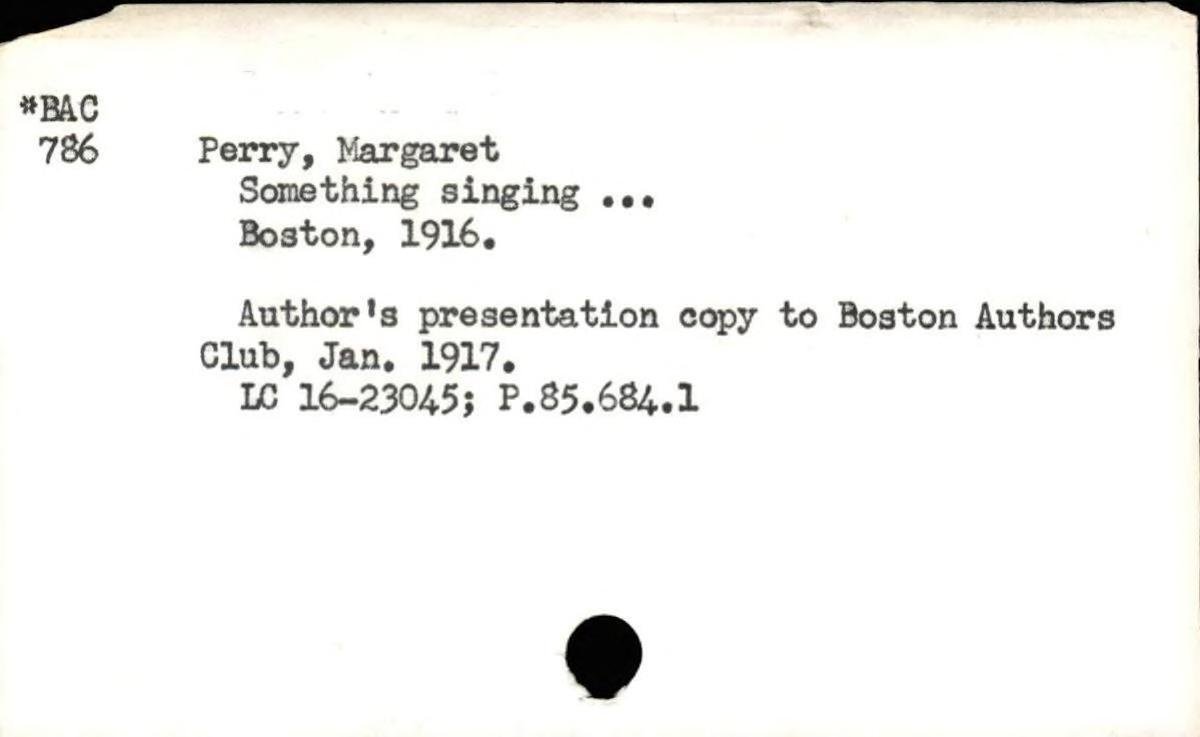 *BAC
786 Perry, Margaret
Something singing ...
Boston, 1916.
Author's presentation copy to Boston Authors
Club, Jan. 1917.
LC 16-23045; P.85.684.1